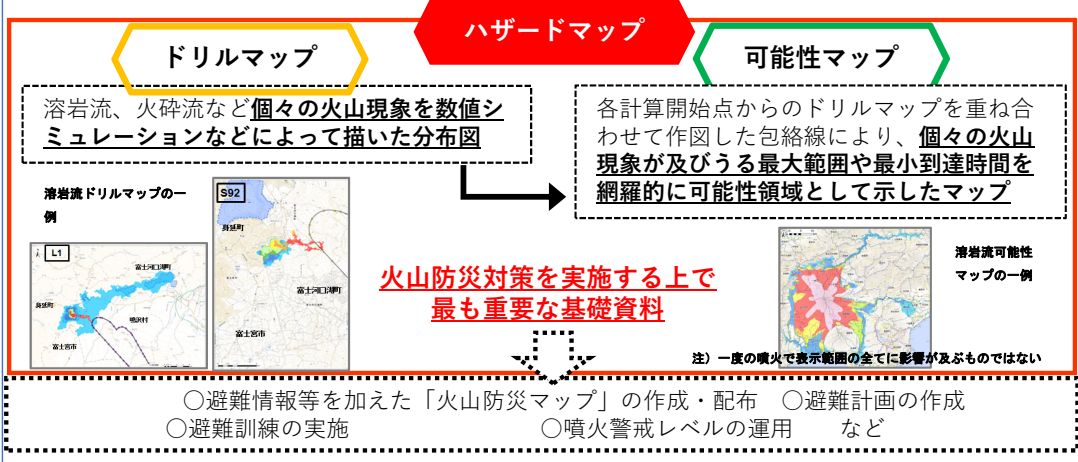 ハザードマップ
ドリルマップ
可能性マップ
溶岩流、火砕流など個々の火山現象を数値シ
ミュレーションなどによって描いた分布図
各計算開始点からのドリルマップを重ね合
わせて作図した包絡線により、個々の火山
現象が及びうる最大範囲や最小到達時間を
網羅的に可能性領域として示したマップ
溶岩流ドリルマップの一
例
L1
富士河口湖町
身延町
鳴沢村
富士宮市
S92
身延町
富士河口湖町
富士宮市
溶岩流可能性
マップの一例
火山防災対策を実施する上で
最も重要な基礎資料
注）一度の噴火で表示範囲の全てに影響が及ぶものではない
○避難情報等を加えた「火山防災マップ」の作成・配布　○避難計画の作成
○避難訓練の実施　○噴火警戒レベルの運用　など